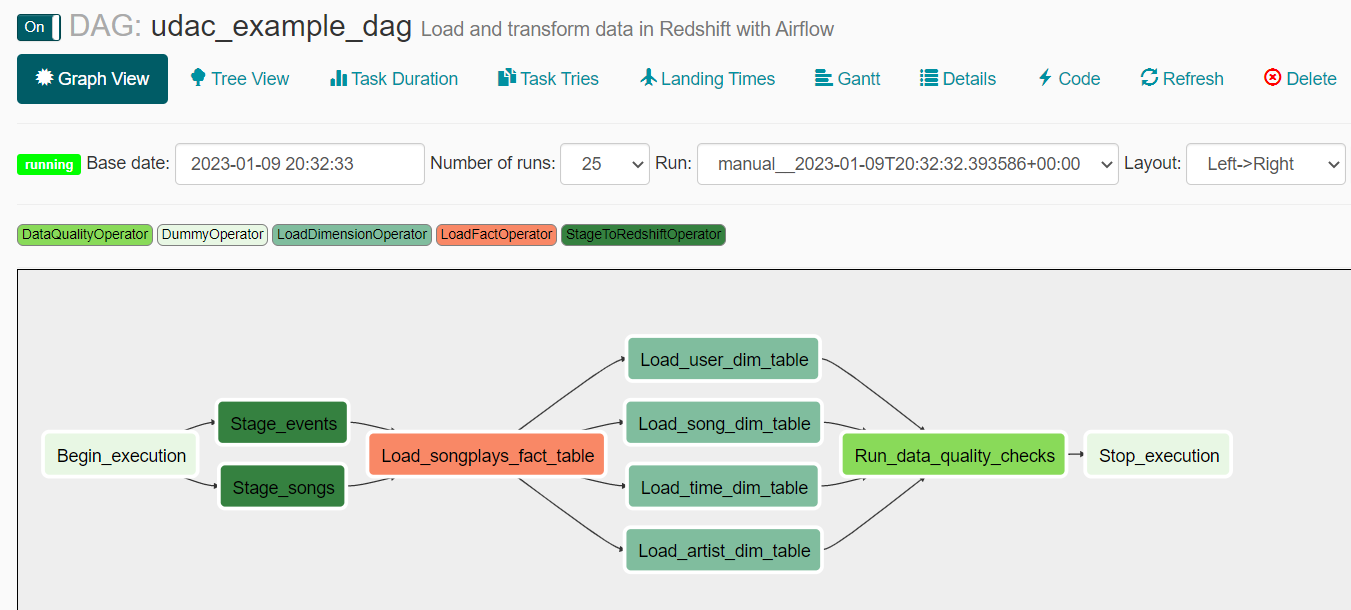 On DAG: udac_example_dag Load and transform data in Redshift with Airflow
Graph View Tree View Task Duration Task Tries Landing Times Gantt Details Code Refresh Delete
running Base date: 2023-01-09 20:32:33 Number of runs: 25 Run: manual__2023-01-09T20:32:32.393586+00:00 Layout: Left->Right
DataQualityOperator DummyOperator LoadDimensionOperator LoadFactOperator StageToRedshiftOperator
Begin_execution
Stage_events
Stage_songs
Load_songplays_fact_table
Load_user_dim_table
Load_song_dim_table
Load_time_dim_table
Load_artist_dim_table
Run_data_quality_checks
Stop_execution